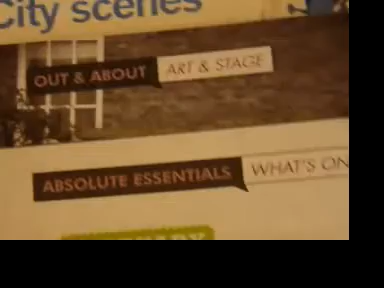 City scenes
OUT & ABOUT ART & STAGE
ABSOLUTE ESSENTIALS WHAT'S ON